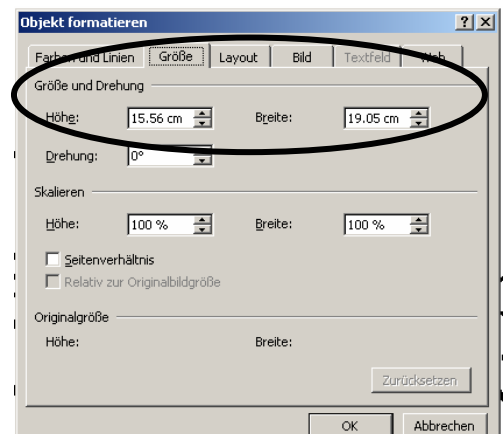 Objekt formatieren ? X
Farben und Linien Größe Layout Bild Textfeld Web
Größe und Drehung
Höhe: 15.56 cm Breite: 19.05 cm
Drehung: 0°
Skalieren
Höhe: 100 % Breite: 100 %
Seitenverhältnis
Relativ zur Originalbildgröße
Originalgröße
Höhe: Breite:
Zurücksetzen
OK Abbrechen